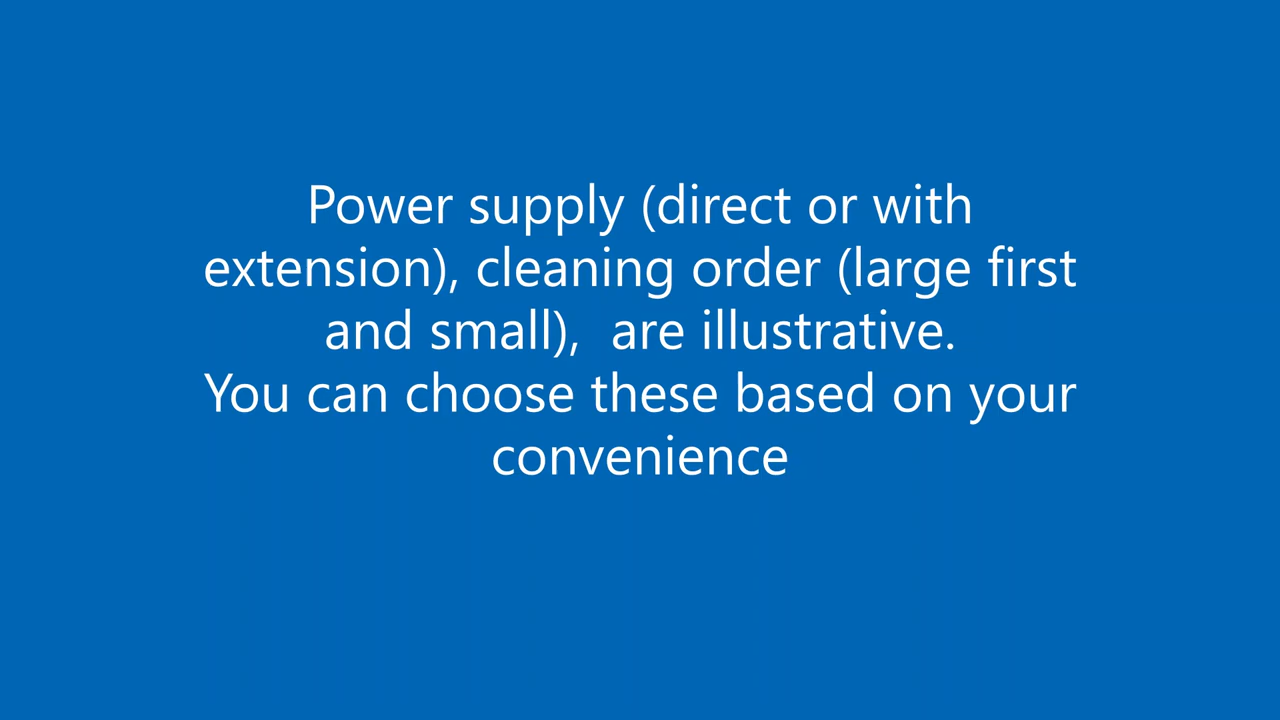 Power supply (direct or with
extension), cleaning order (large first
and small),  are illustrative.
You can choose these based on your
convenience